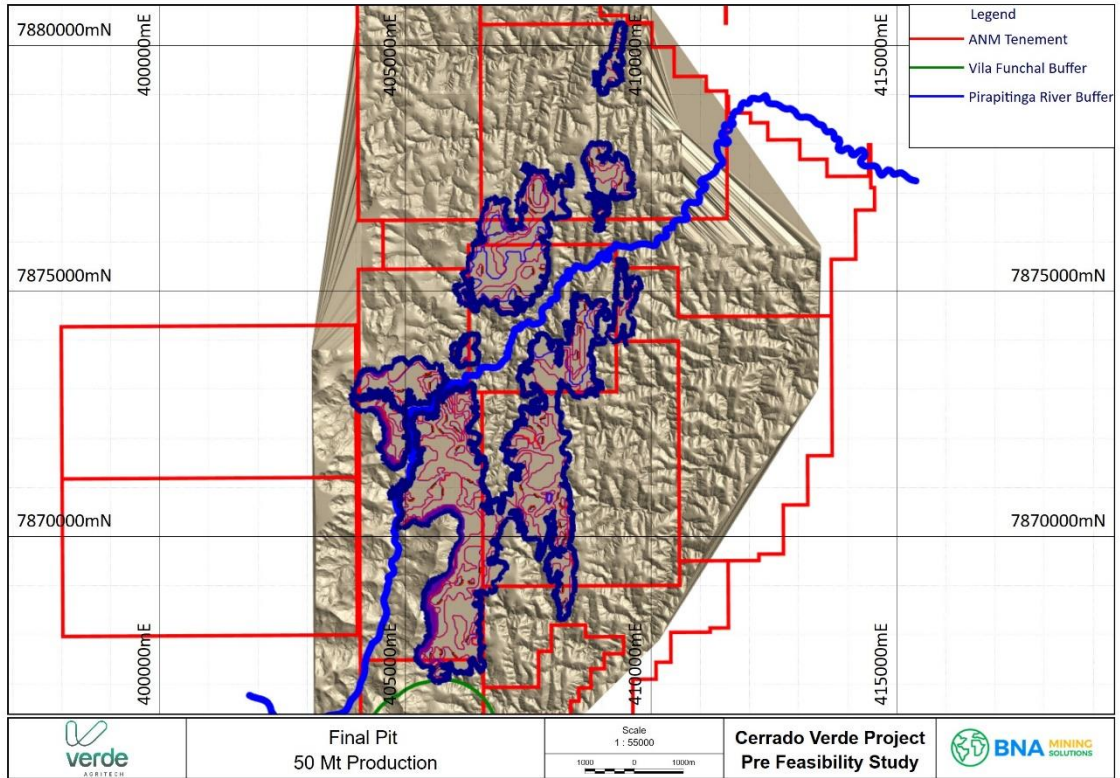 7880000mN
400000mE
405000mE
410000mE
415000mE
Legend
ANM Tenement
Vila Funchal Buffer
Pirapitinga River Buffer
7875000mN
7875000mN
7870000mN
7870000mN
400000mE
405000mE
410000mE
415000mE
verde
AGRITECH
Final Pit
50 Mt Production
Scale
1 : 55000
1000 0 1000m
Cerrado Verde Project
Pre Feasibility Study
BNA MINING
SOLUTIONS